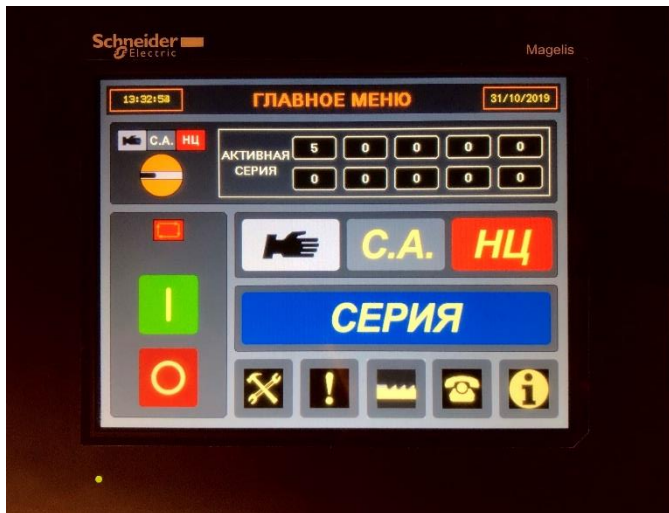 Schneider
Electric
Magelis
13:32:58
ГЛАВНОЕ МЕНЮ
31/10/2019
С.А. НЦ
АКТИВНАЯ СЕРИЯ
5 0 0 0 0
0 0 0 0 0
С.А. НЦ
СЕРИЯ